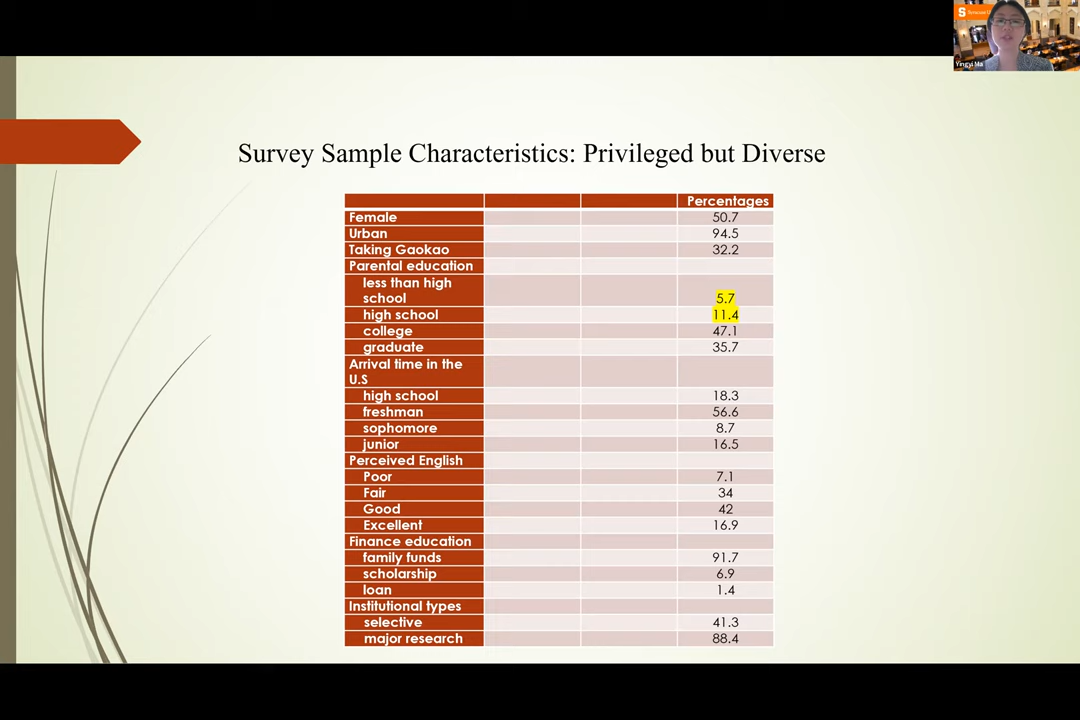 S Syracuse U
Yingyi Ma
Survey Sample Characteristics: Privileged but Diverse
Percentages
Female 50.7
Urban 94.5
Taking Gaokao 32.2
Parental education
less than high
school 5.7
high school 11.4
college 47.1
graduate 35.7
Arrival time in the
U.S
high school 18.3
freshman 56.6
sophomore 8.7
junior 16.5
Perceived English
Poor 7.1
Fair 34
Good 42
Excellent 16.9
Finance education
family funds 91.7
scholarship 6.9
loan 1.4
Institutional types
selective 41.3
major research 88.4